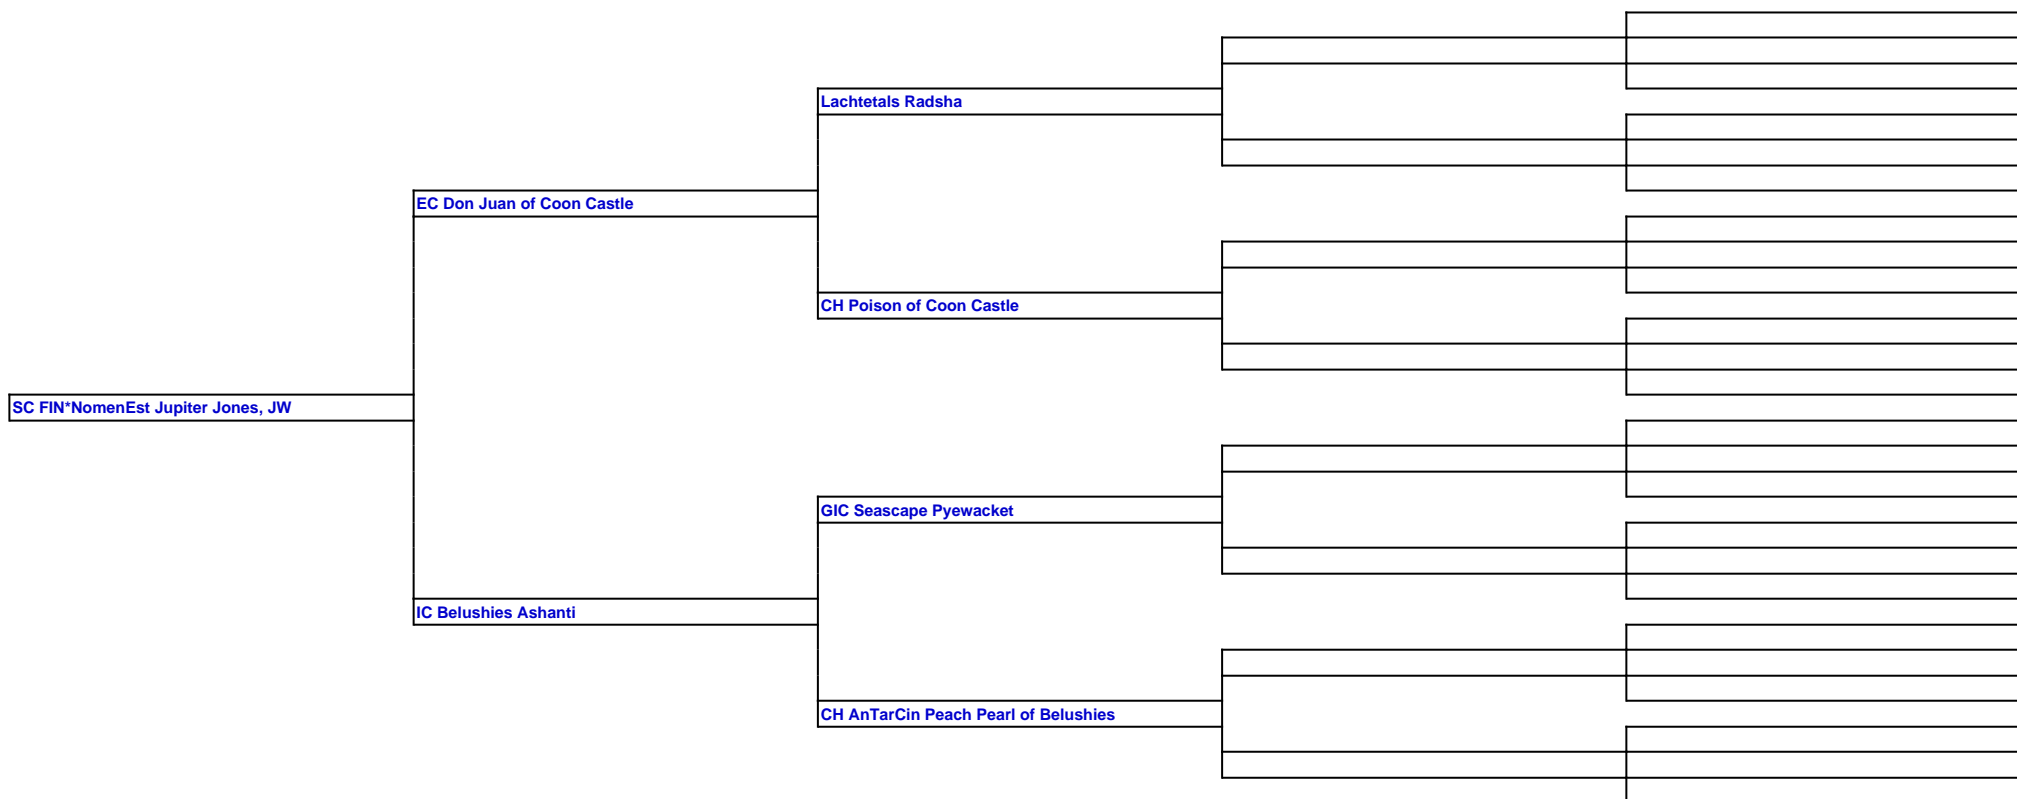 Lachtetals Radsha
EC Don Juan of Coon Castle
CH Poison of Coon Castle
SC FIN*NomenEst Jupiter Jones, JW
GIC Seascape Pyewacket
IC Belushies Ashanti
CH AnTarCin Peach Pearl of Belushies